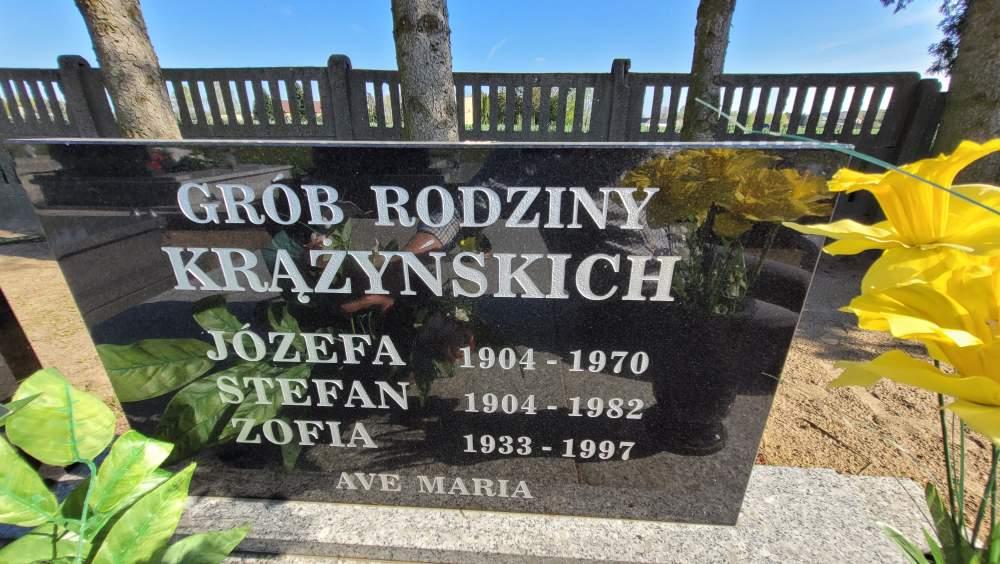 GRÓB RODZINY
KRĄŻYNSKICH
JÓZEFA 1904 - 1970
STEFAN 1904 - 1982
ZOFIA 1933 - 1997
AVE MARIA